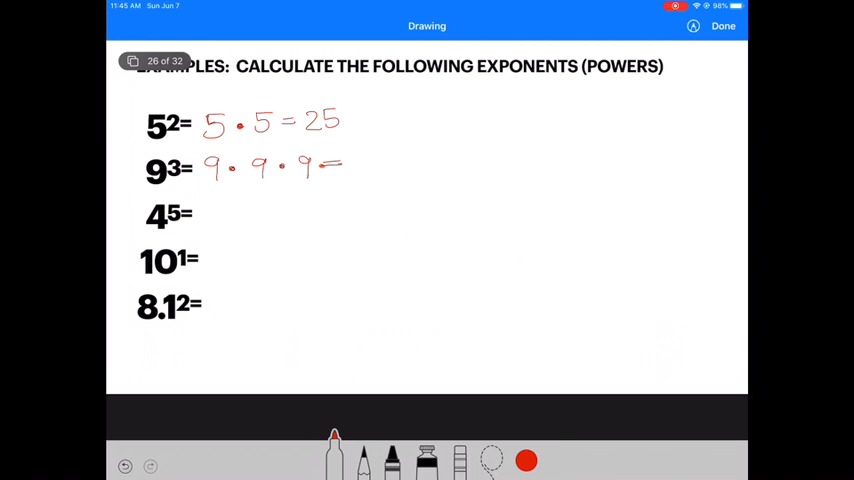 11:45 AM Sun Jun 7 98%
Drawing
Done
26 of 32
EXAMPLES: CALCULATE THE FOLLOWING EXPONENTS (POWERS)
5²= 5 · 5 = 25
9³= 9 · 9 · 9 · =
4⁵=
10¹=
8.1²=